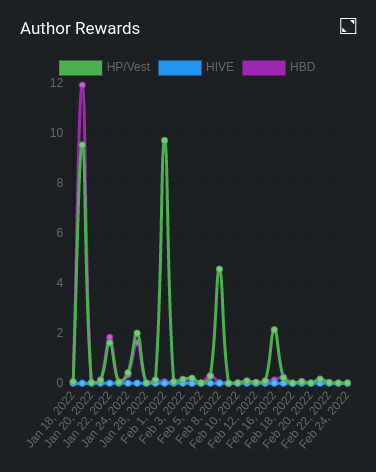 Author Rewards
HP/Vest HIVE HBD
12
10
8
6
4
2
0
Jan 18, 2022
Jan 20, 2022
Jan 22, 2022
Jan 24, 2022
Jan 28, 2022
Feb 1, 2022
Feb 3, 2022
Feb 5, 2022
Feb 8, 2022
Feb 10, 2022
Feb 12, 2022
Feb 16, 2022
Feb 18, 2022
Feb 20, 2022
Feb 22, 2022
Feb 24, 2022